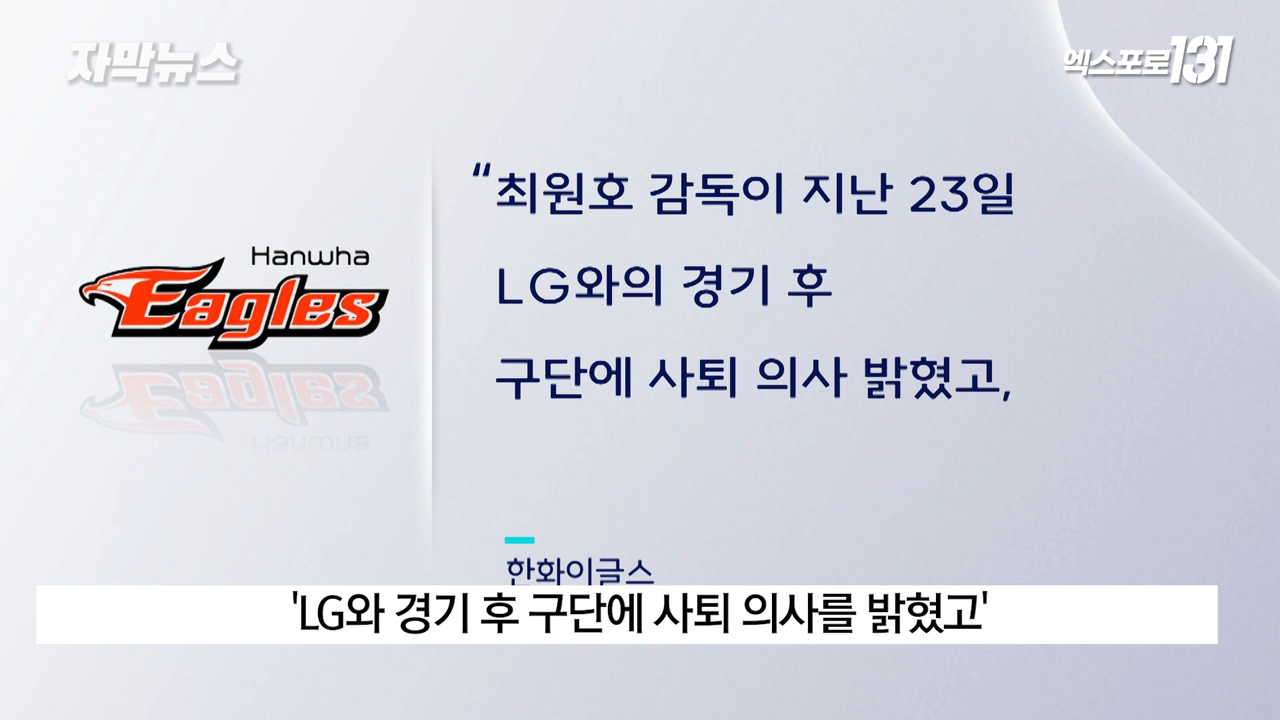 자막뉴스
엑스포로131
Hanwha
Eagles
“최원호 감독이 지난 23일
LG와의 경기 후
구단에 사퇴 의사 밝혔고,
한화이글스
'LG와 경기 후 구단에 사퇴 의사를 밝혔고'